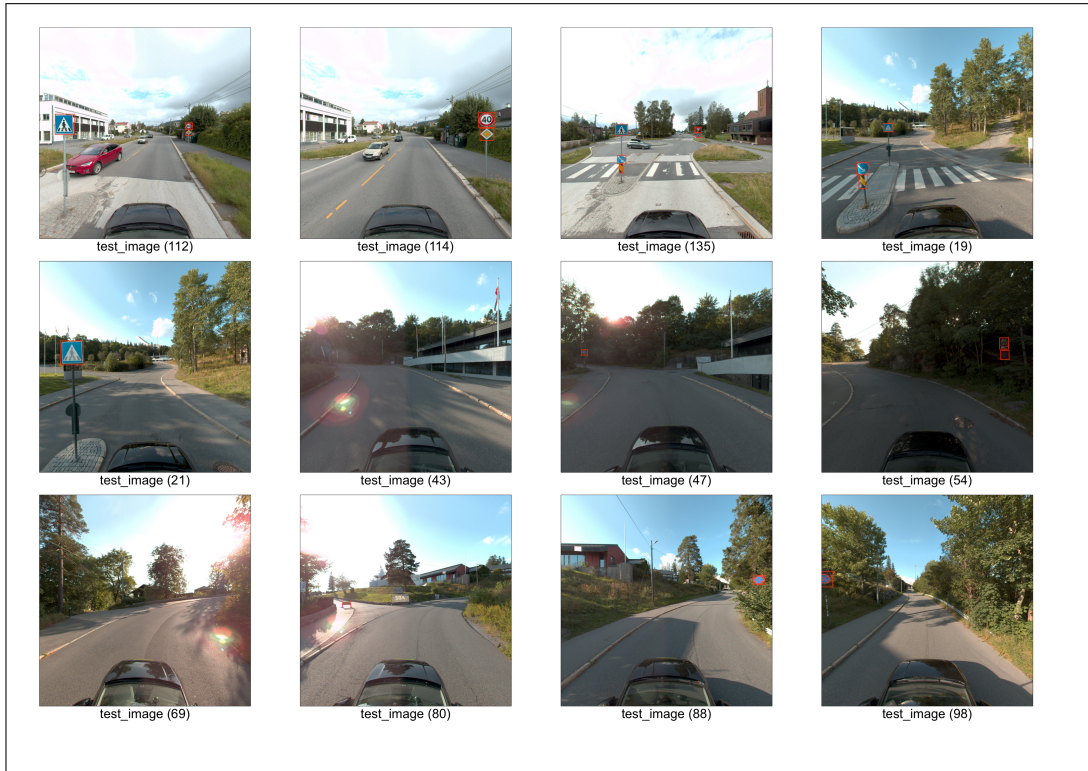 40
test_image (112)
test_image (114)
test_image (135)
test_image (19)
test_image (21)
test_image (43)
test_image (47)
test_image (54)
test_image (69)
test_image (80)
test_image (88)
test_image (98)